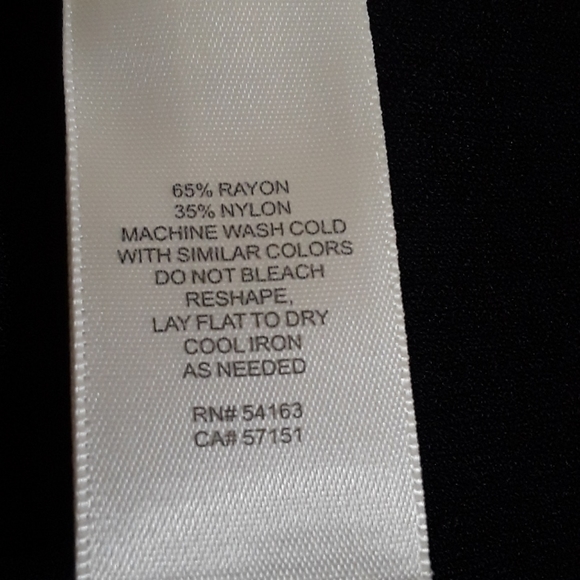 65% RAYON
35% NYLON
MACHINE WASH COLD
WITH SIMILAR COLORS
DO NOT BLEACH
RESHAPE,
LAY FLAT TO DRY
COOL IRON
AS NEEDED
RN# 54163
CA# 57151